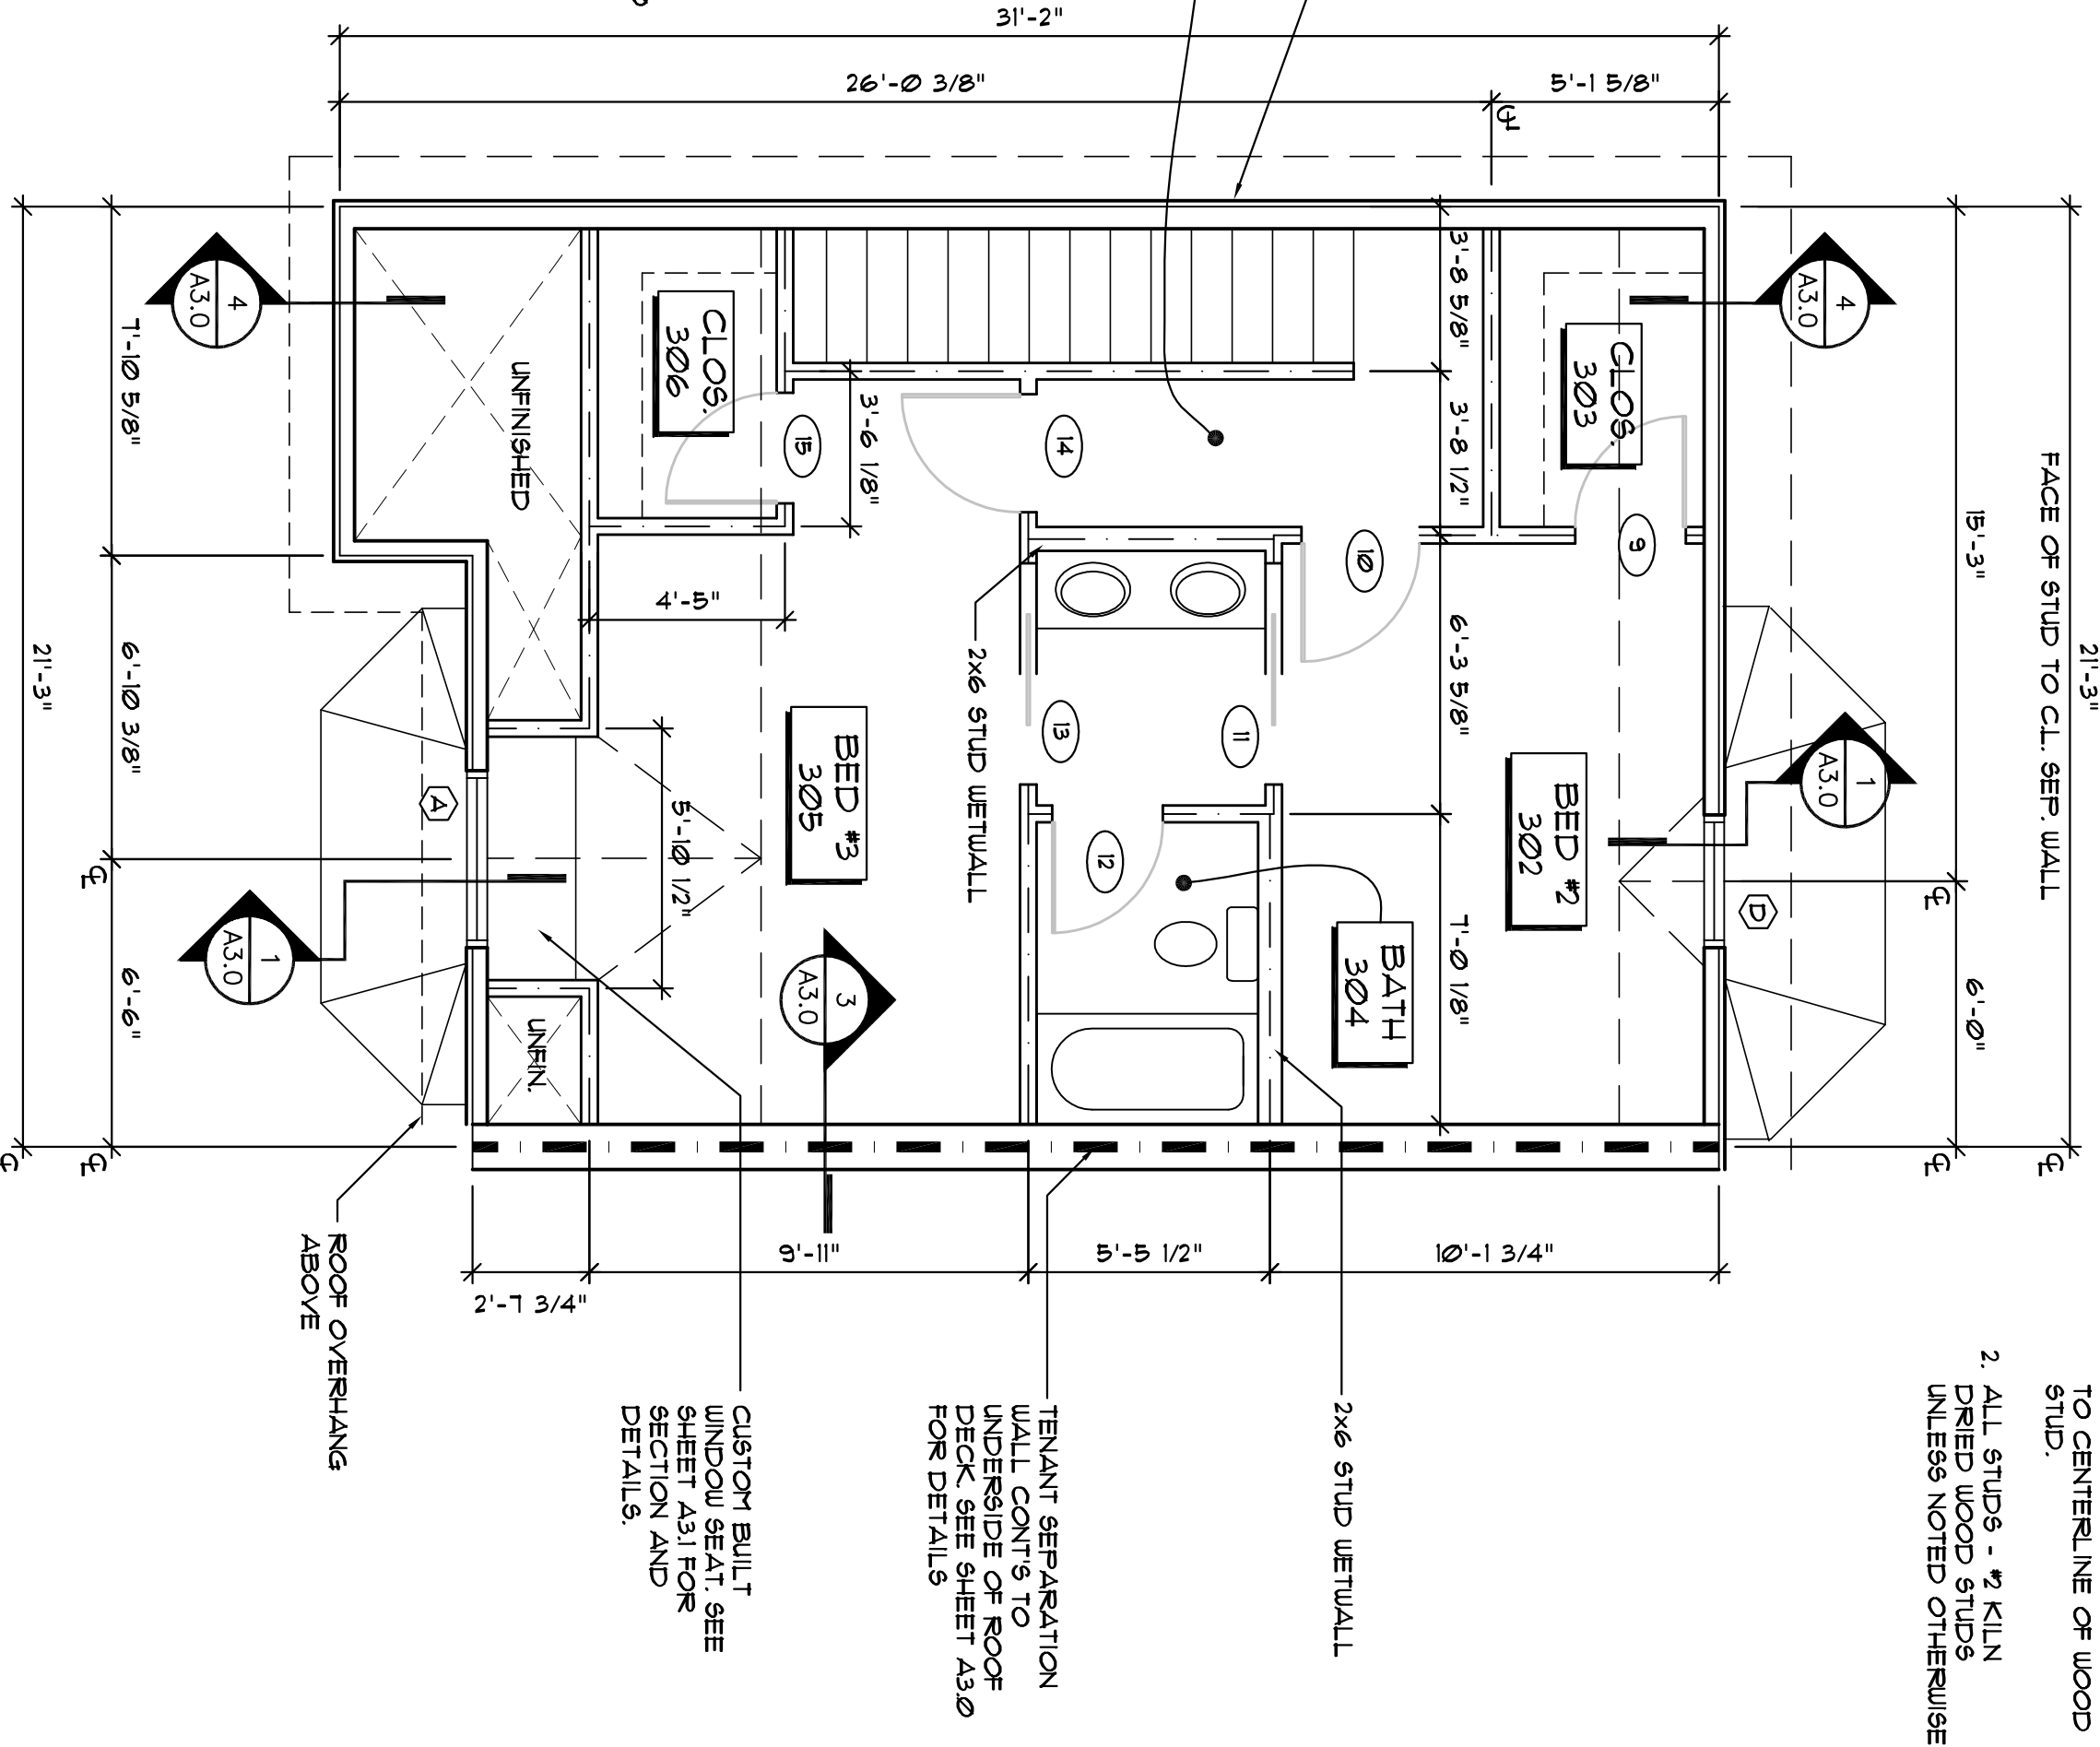 31'-2"
26'-0 3/8"
5'-1 5/8"
℄
FACE OF STUD TO C.L. SEP. WALL
21'-3"
15'-3"
6'-0"
℄
℄
4
A3.0
4
A3.0
1
A3.0
1
A3.0
3
A3.0
CLOS.
303
9
BED #2
302
D
3'-8 5/8"
3'-8 1/2"
6'-3 5/8"
7'-0 1/8"
10
BATH
304
11
12
13
14
15
2x6 STUD WETWALL
3'-6 1/8"
CLOS.
306
UNFINISHED
4'-5"
BED #3
305
5'-10 1/2"
UNFIN.
A
7'-10 5/8"
6'-10 3/8"
6'-6"
21'-3"
℄
℄
℄
2'-7 3/4"
9'-11"
5'-5 1/2"
10'-1 3/4"
ROOF OVERHANG
ABOVE
CUSTOM BUILT
WINDOW SEAT. SEE
SHEET A3.1 FOR
SECTION AND
DETAILS.
TENANT SEPARATION
WALL CONT'S TO
UNDERSIDE OF ROOF
DECK. SEE SHEET A3.0
FOR DETAILS
2x6 STUD WETWALL
TO CENTERLINE OF WOOD
STUD.
2. ALL STUDS - #2 KILN
DRIED WOOD STUDS
UNLESS NOTED OTHERWISE